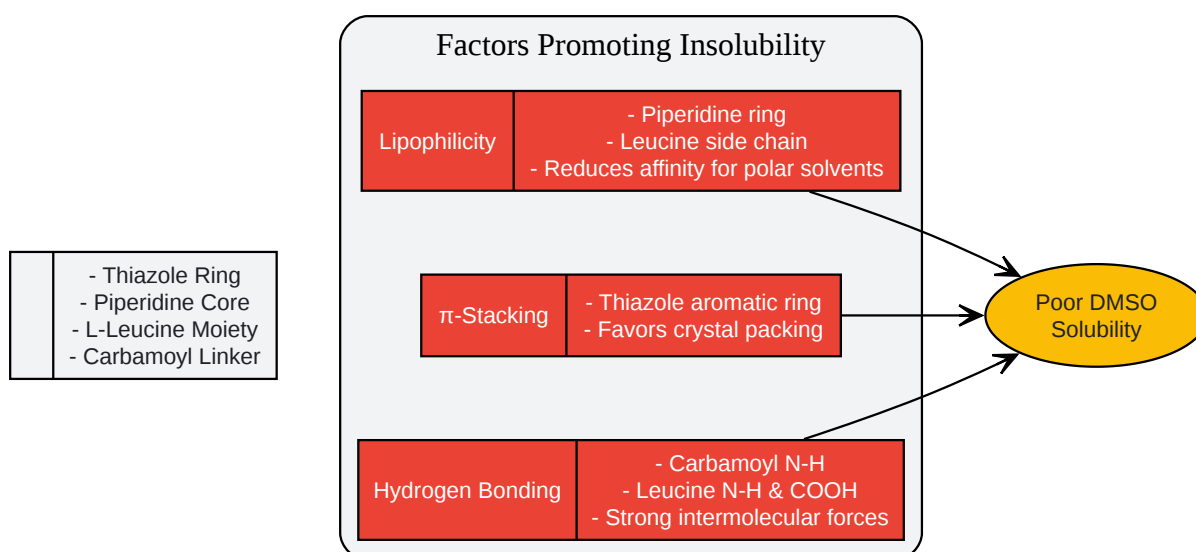 Factors Promoting Insolubility
Lipophilicity
- Piperidine ring
- Leucine side chain
- Reduces affinity for polar solvents
- Thiazole Ring
- Piperidine Core
- L-Leucine Moiety
- Carbamoyl Linker
π-Stacking
- Thiazole aromatic ring
- Favors crystal packing
Poor DMSO
Solubility
Hydrogen Bonding
- Carbamoyl N-H
- Leucine N-H & COOH
- Strong intermolecular forces